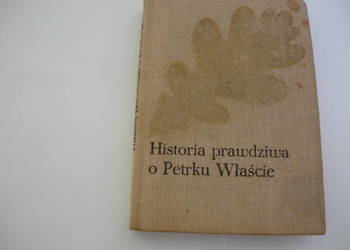 Historia prawdziwa
o Petrku Właście